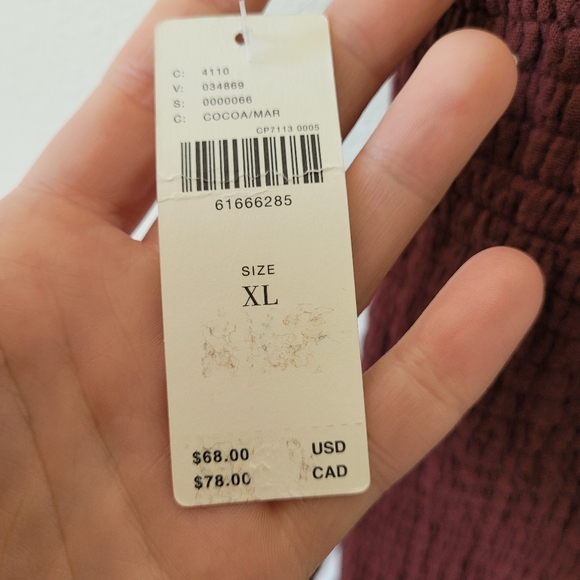 C: 4110
V: 034869
S: 0000066
C: COCOA/MAR
CP7113 0005
61666285
SIZE
XL
$68.00 USD
$78.00 CAD